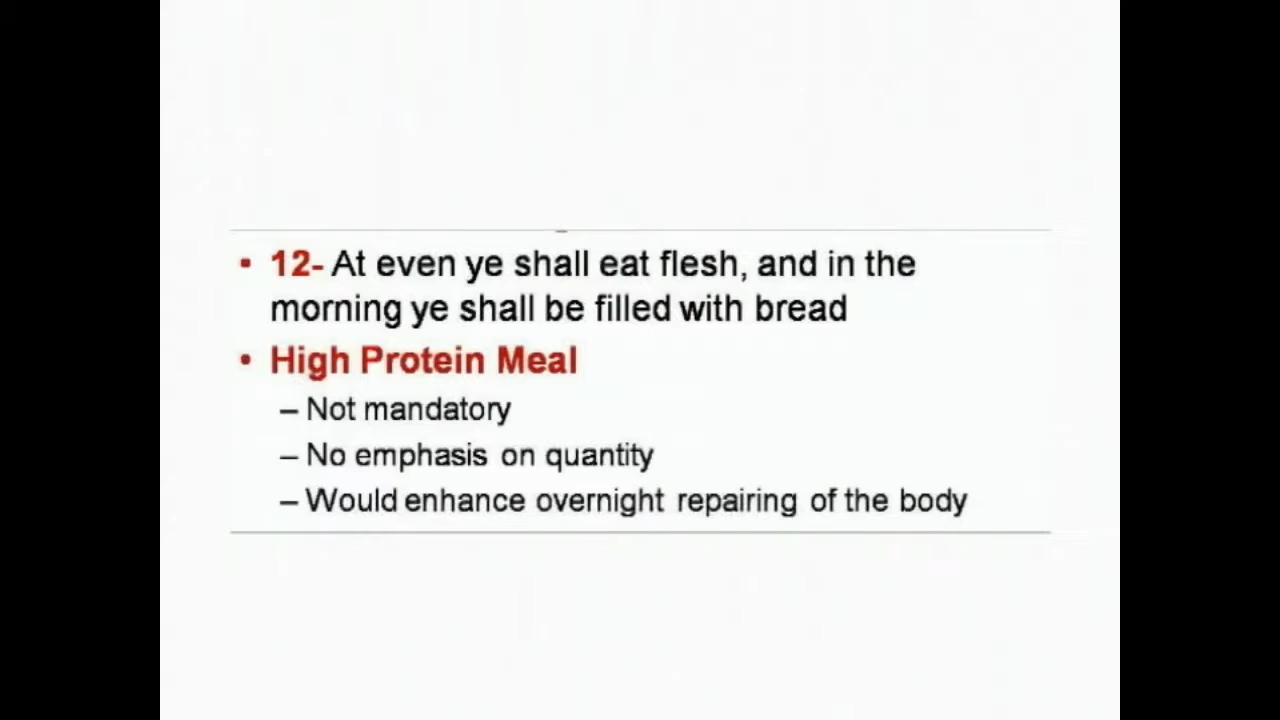 • 12- At even ye shall eat flesh, and in the
morning ye shall be filled with bread
• High Protein Meal
– Not mandatory
– No emphasis on quantity
– Would enhance overnight repairing of the body